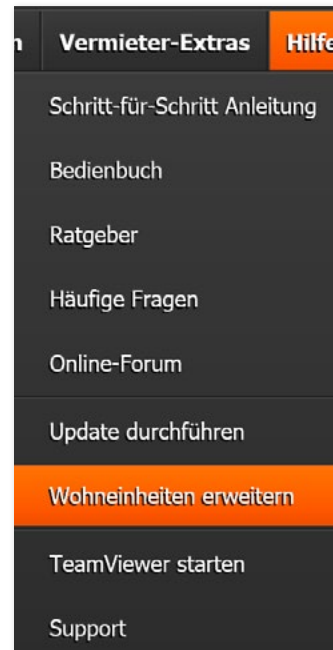 Vermieter-Extras Hilfe
Schritt-für-Schritt Anleitung
Bedienbuch
Ratgeber
Häufige Fragen
Online-Forum
Update durchführen
Wohneinheiten erweitern
TeamViewer starten
Support